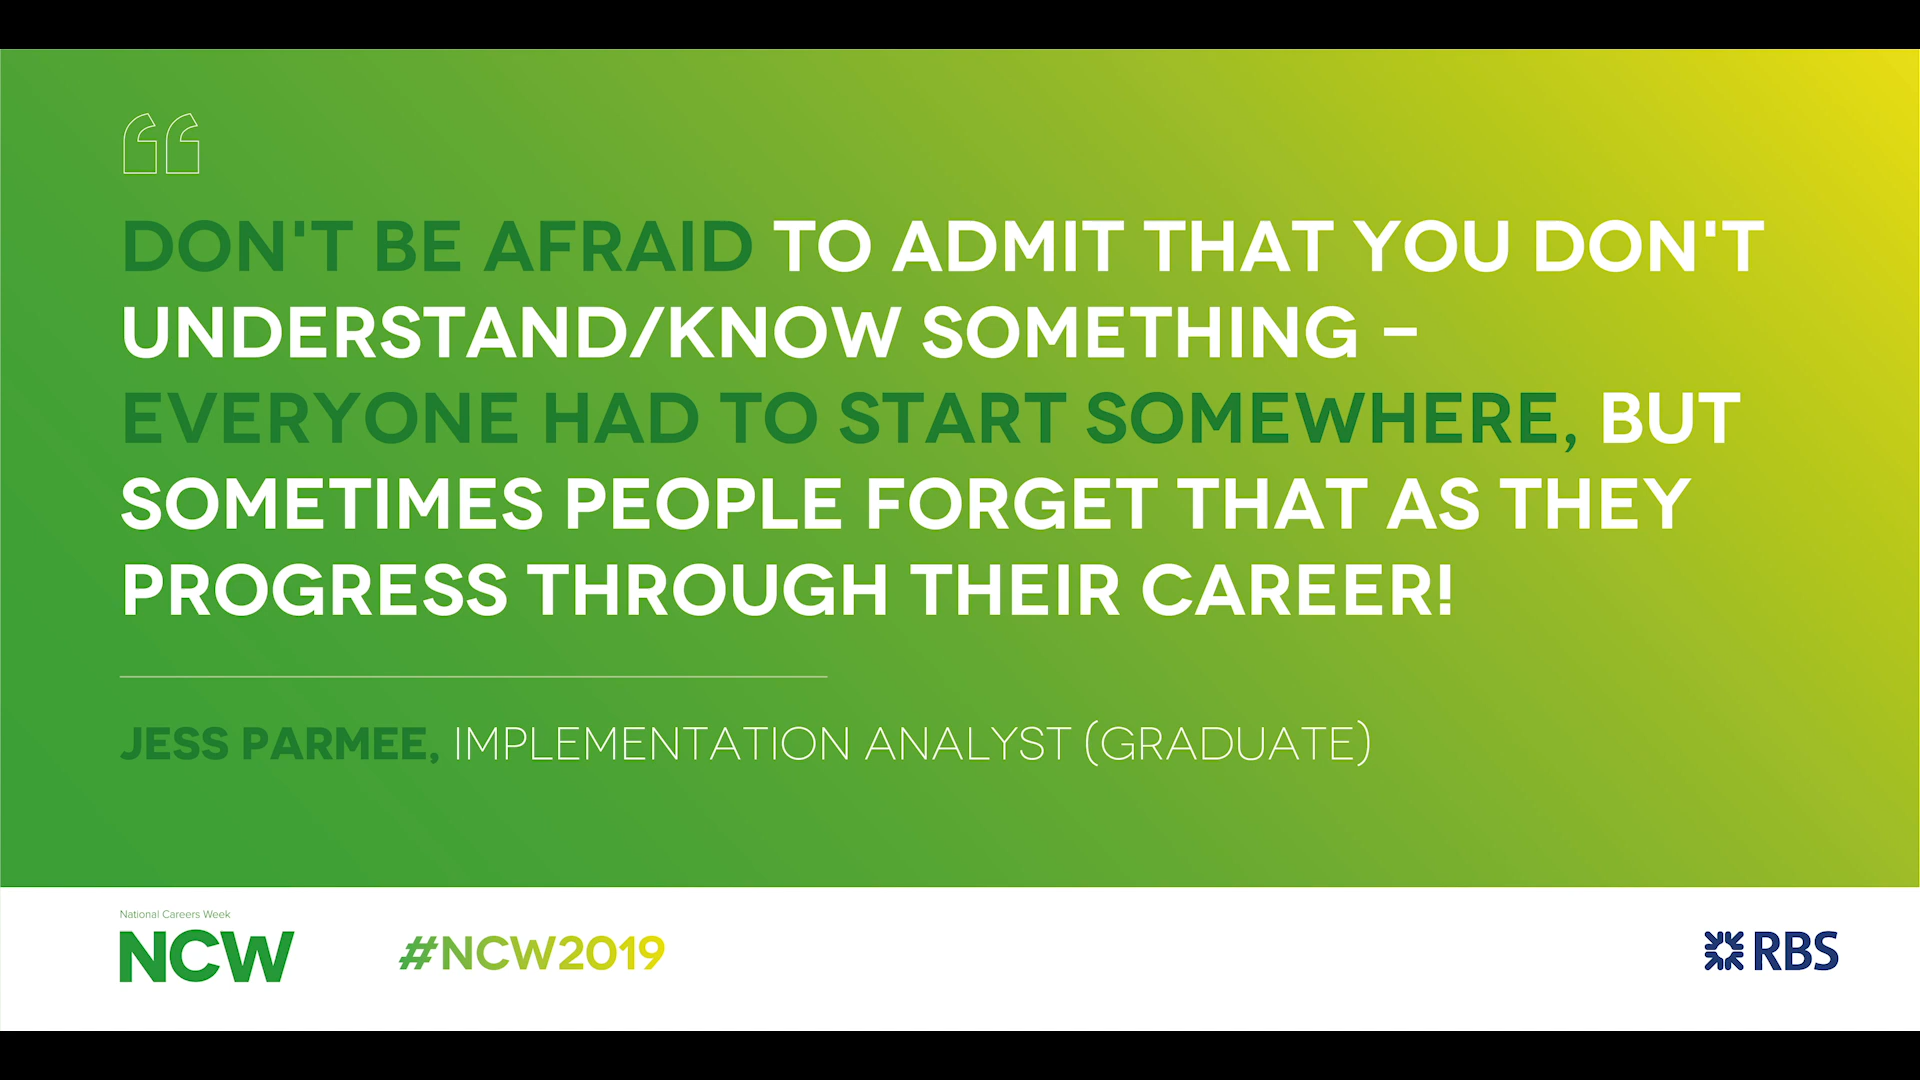 “
DON'T BE AFRAID TO ADMIT THAT YOU DON'T
UNDERSTAND/KNOW SOMETHING –
EVERYONE HAD TO START SOMEWHERE, BUT
SOMETIMES PEOPLE FORGET THAT AS THEY
PROGRESS THROUGH THEIR CAREER!
JESS PARMEE, IMPLEMENTATION ANALYST (GRADUATE)
National Careers Week
NCW
#NCW2019
RBS